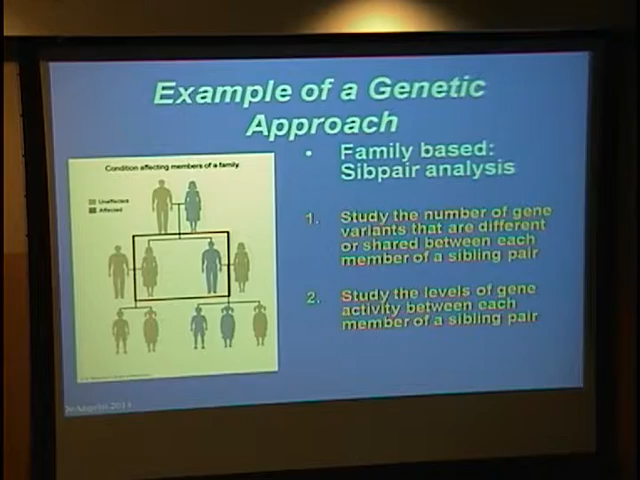 Example of a Genetic
Approach
Condition affecting members of a family.
Unaffected
Affected
• Family based:
Sibpair analysis
1. Study the number of gene
variants that are different
or shared between each
member of a sibling pair
2. Study the levels of gene
activity between each
member of a sibling pair